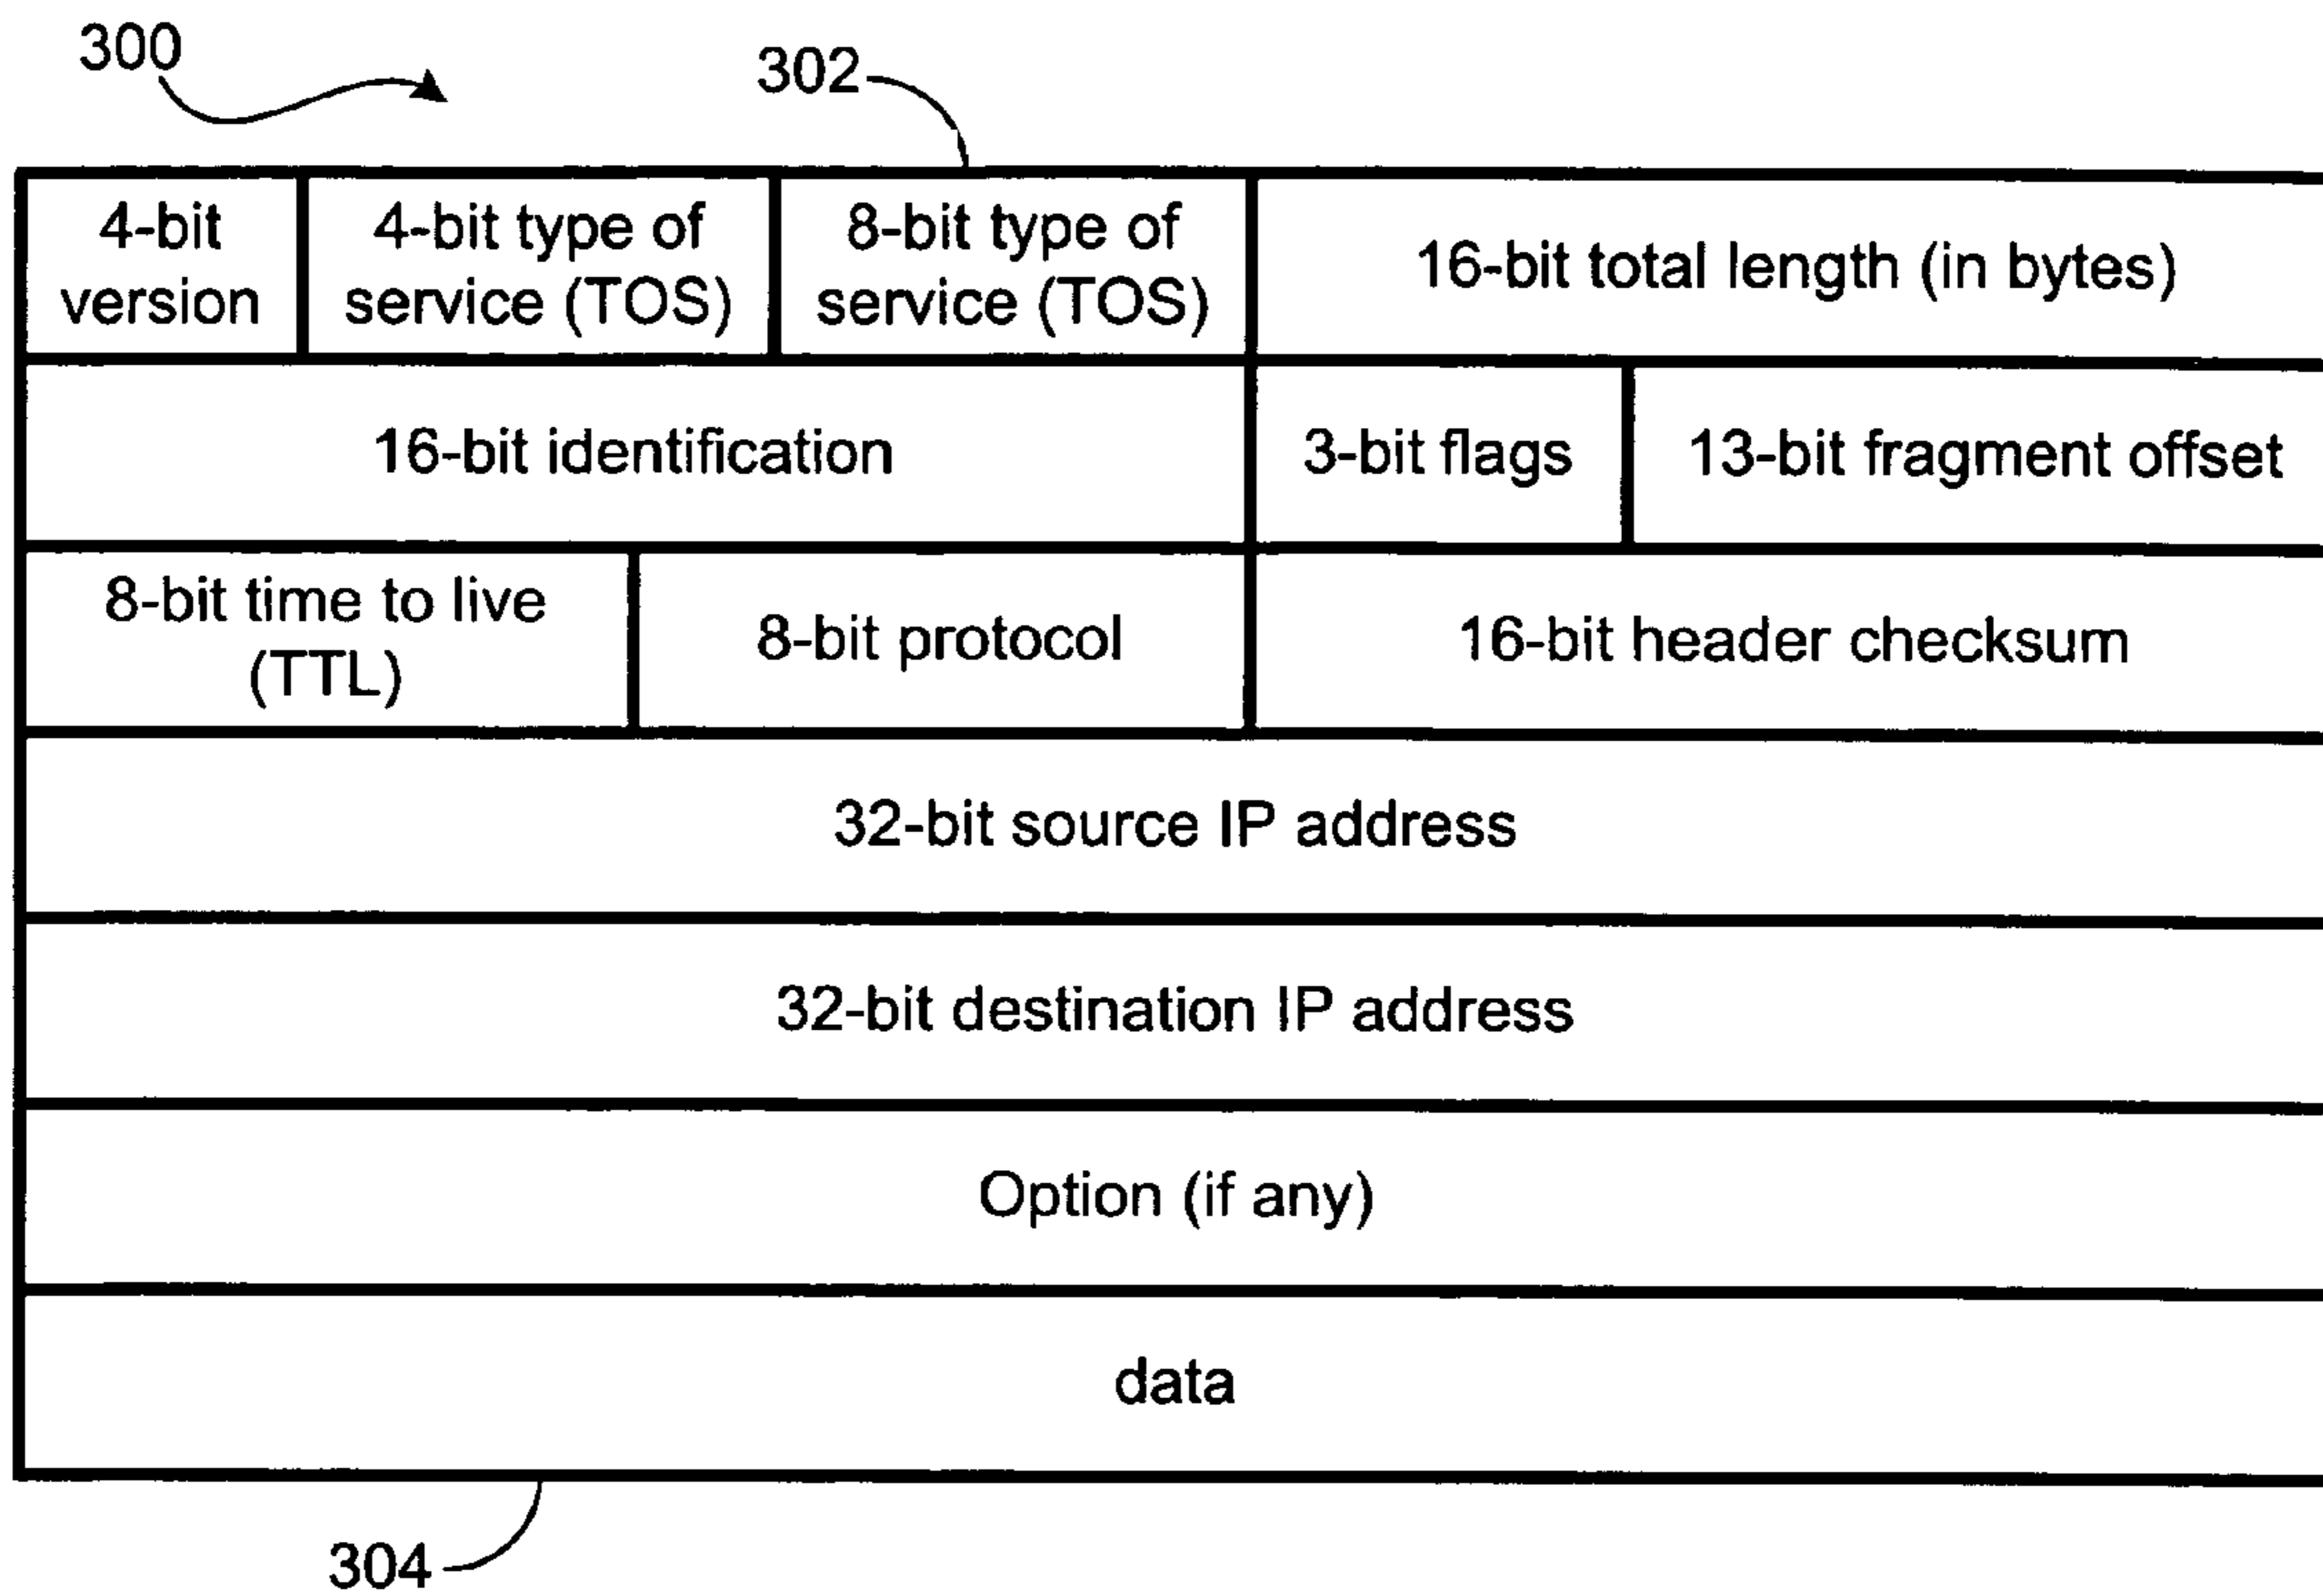 300
302
4-bit
version
4-bit type of
service (TOS)
8-bit type of
service (TOS)
16-bit total length (in bytes)
16-bit identification
3-bit flags
13-bit fragment offset
8-bit time to live
(TTL)
8-bit protocol
16-bit header checksum
32-bit source IP address
32-bit destination IP address
Option (if any)
data
304